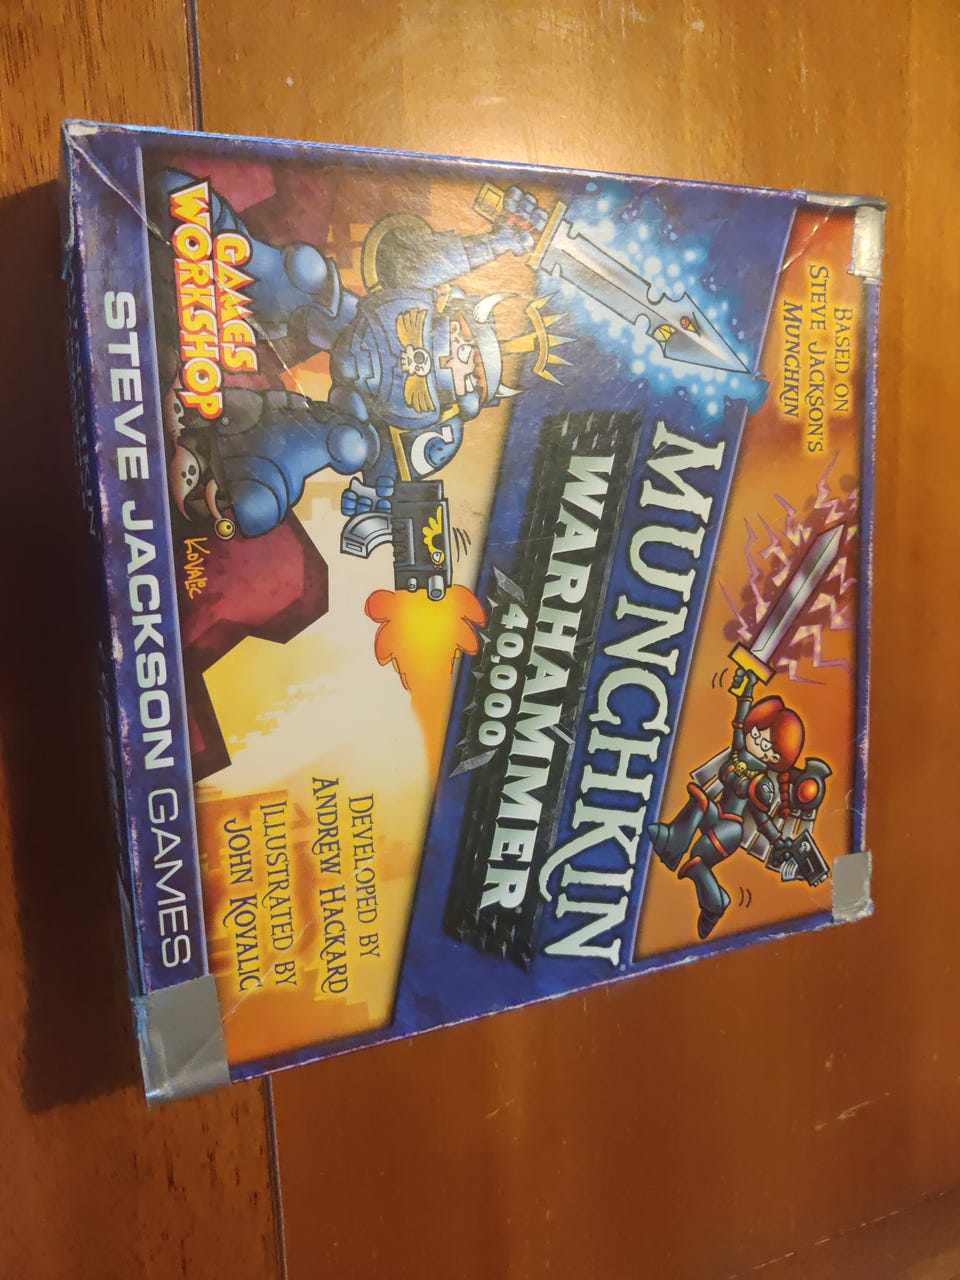 BASED ON
STEVE JACKSON'S
MUNCHKIN
MUNCHKIN®
WARHAMMER®
40,000
GAMES
WORKSHOP®
KOVALIC
DEVELOPED BY
ANDREW HACKARD
ILLUSTRATED BY
JOHN KOVALIC
STEVE JACKSON GAMES